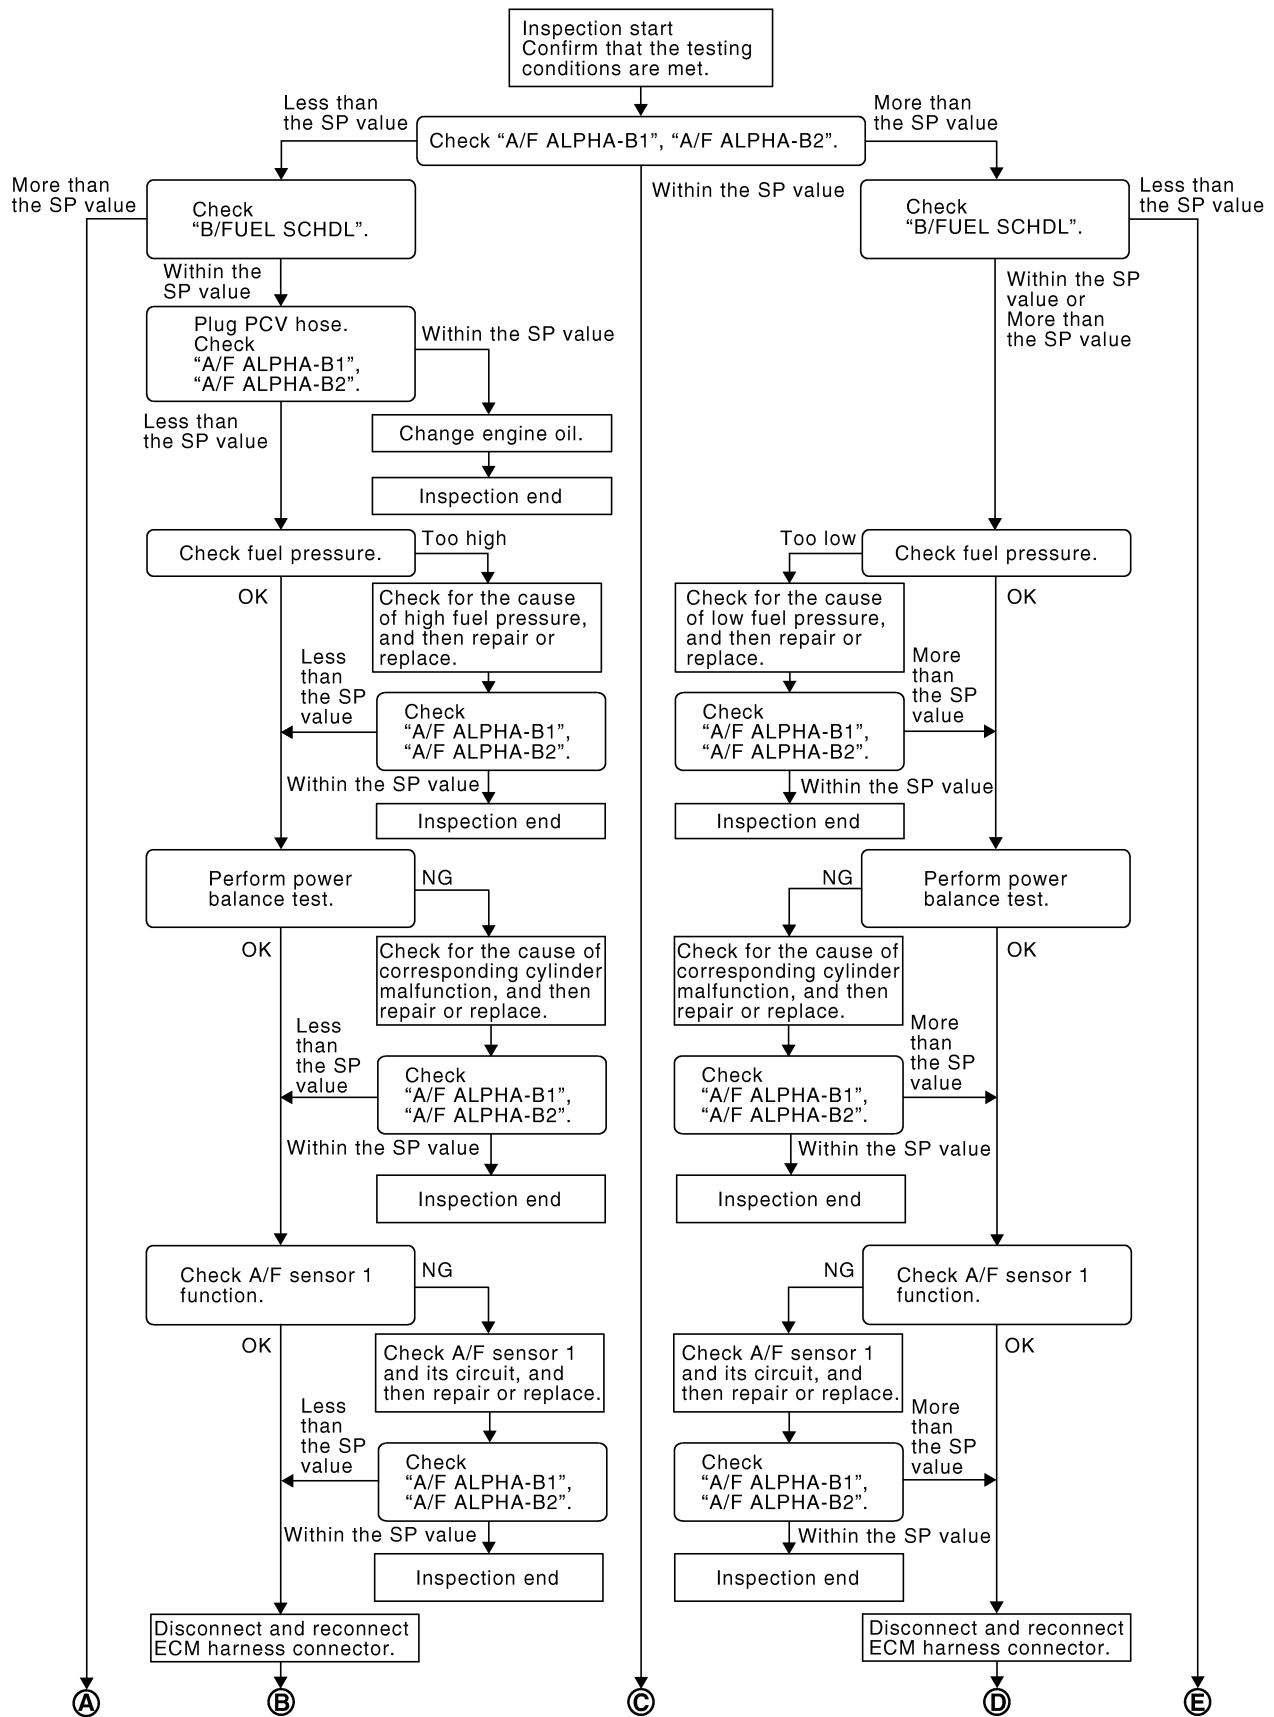 Inspection start
Confirm that the testing
conditions are met.
Less than
the SP value
More than
the SP value
Check “A/F ALPHA-B1”, “A/F ALPHA-B2”.
More than
the SP value
Check
“B/FUEL SCHDL”.
Within the SP value
Check
“B/FUEL SCHDL”.
Less than
the SP value
Within the
SP value
Within the SP
value or
More than
the SP value
Plug PCV hose.
Check
“A/F ALPHA-B1”,
“A/F ALPHA-B2”.
Within the SP value
Less than
the SP value
Change engine oil.
Inspection end
Check fuel pressure.
Too high
Too low
Check fuel pressure.
OK
Check for the cause
of high fuel pressure,
and then repair or
replace.
Check for the cause
of low fuel pressure,
and then repair or
replace.
OK
Less
than
the SP
value
Check
“A/F ALPHA-B1”,
“A/F ALPHA-B2”.
Check
“A/F ALPHA-B1”,
“A/F ALPHA-B2”.
More
than
the SP
value
Within the SP value
Within the SP value
Inspection end
Inspection end
Perform power
balance test.
NG
NG
Perform power
balance test.
OK
Check for the cause of
corresponding cylinder
malfunction, and then
repair or replace.
Check for the cause of
corresponding cylinder
malfunction, and then
repair or replace.
OK
Less
than
the SP
value
Check
“A/F ALPHA-B1”,
“A/F ALPHA-B2”.
Check
“A/F ALPHA-B1”,
“A/F ALPHA-B2”.
More
than
the SP
value
Within the SP value
Within the SP value
Inspection end
Inspection end
Check A/F sensor 1
function.
NG
NG
Check A/F sensor 1
function.
OK
Check A/F sensor 1
and its circuit, and
then repair or replace.
Check A/F sensor 1
and its circuit, and
then repair or replace.
OK
Less
than
the SP
value
Check
“A/F ALPHA-B1”,
“A/F ALPHA-B2”.
Check
“A/F ALPHA-B1”,
“A/F ALPHA-B2”.
More
than
the SP
value
Within the SP value
Within the SP value
Inspection end
Inspection end
Disconnect and reconnect
ECM harness connector.
Disconnect and reconnect
ECM harness connector.
A
B
C
D
E